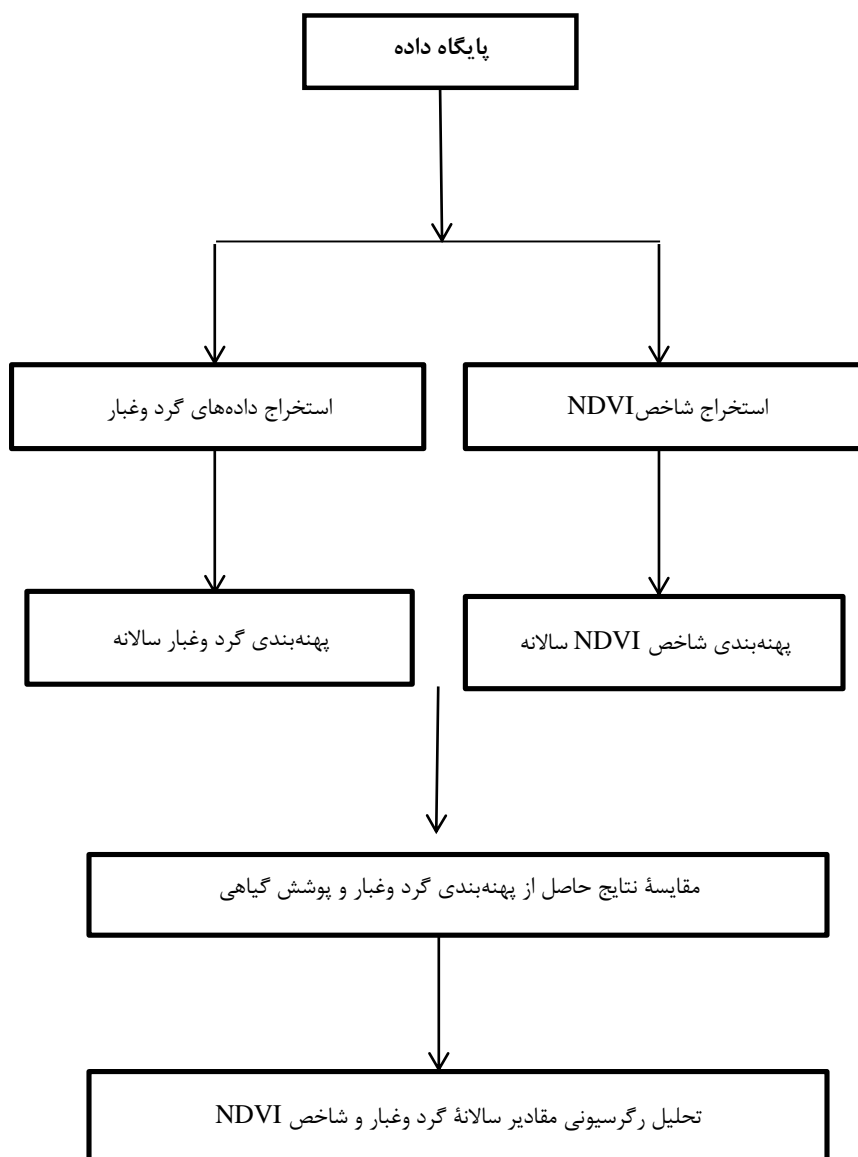 پایگاه داده
استخراج شاخصNDVI
استخراج داده‌های گرد وغبار
پهنه‌بندی شاخص NDVI سالانه
پهنه‌بندی گرد وغبار سالانه
مقایسهٔ نتایج حاصل از پهنه‌بندی گرد وغبار و پوشش گیاهی
تحلیل رگرسیونی مقادیر سالانهٔ گرد وغبار و شاخص NDVI